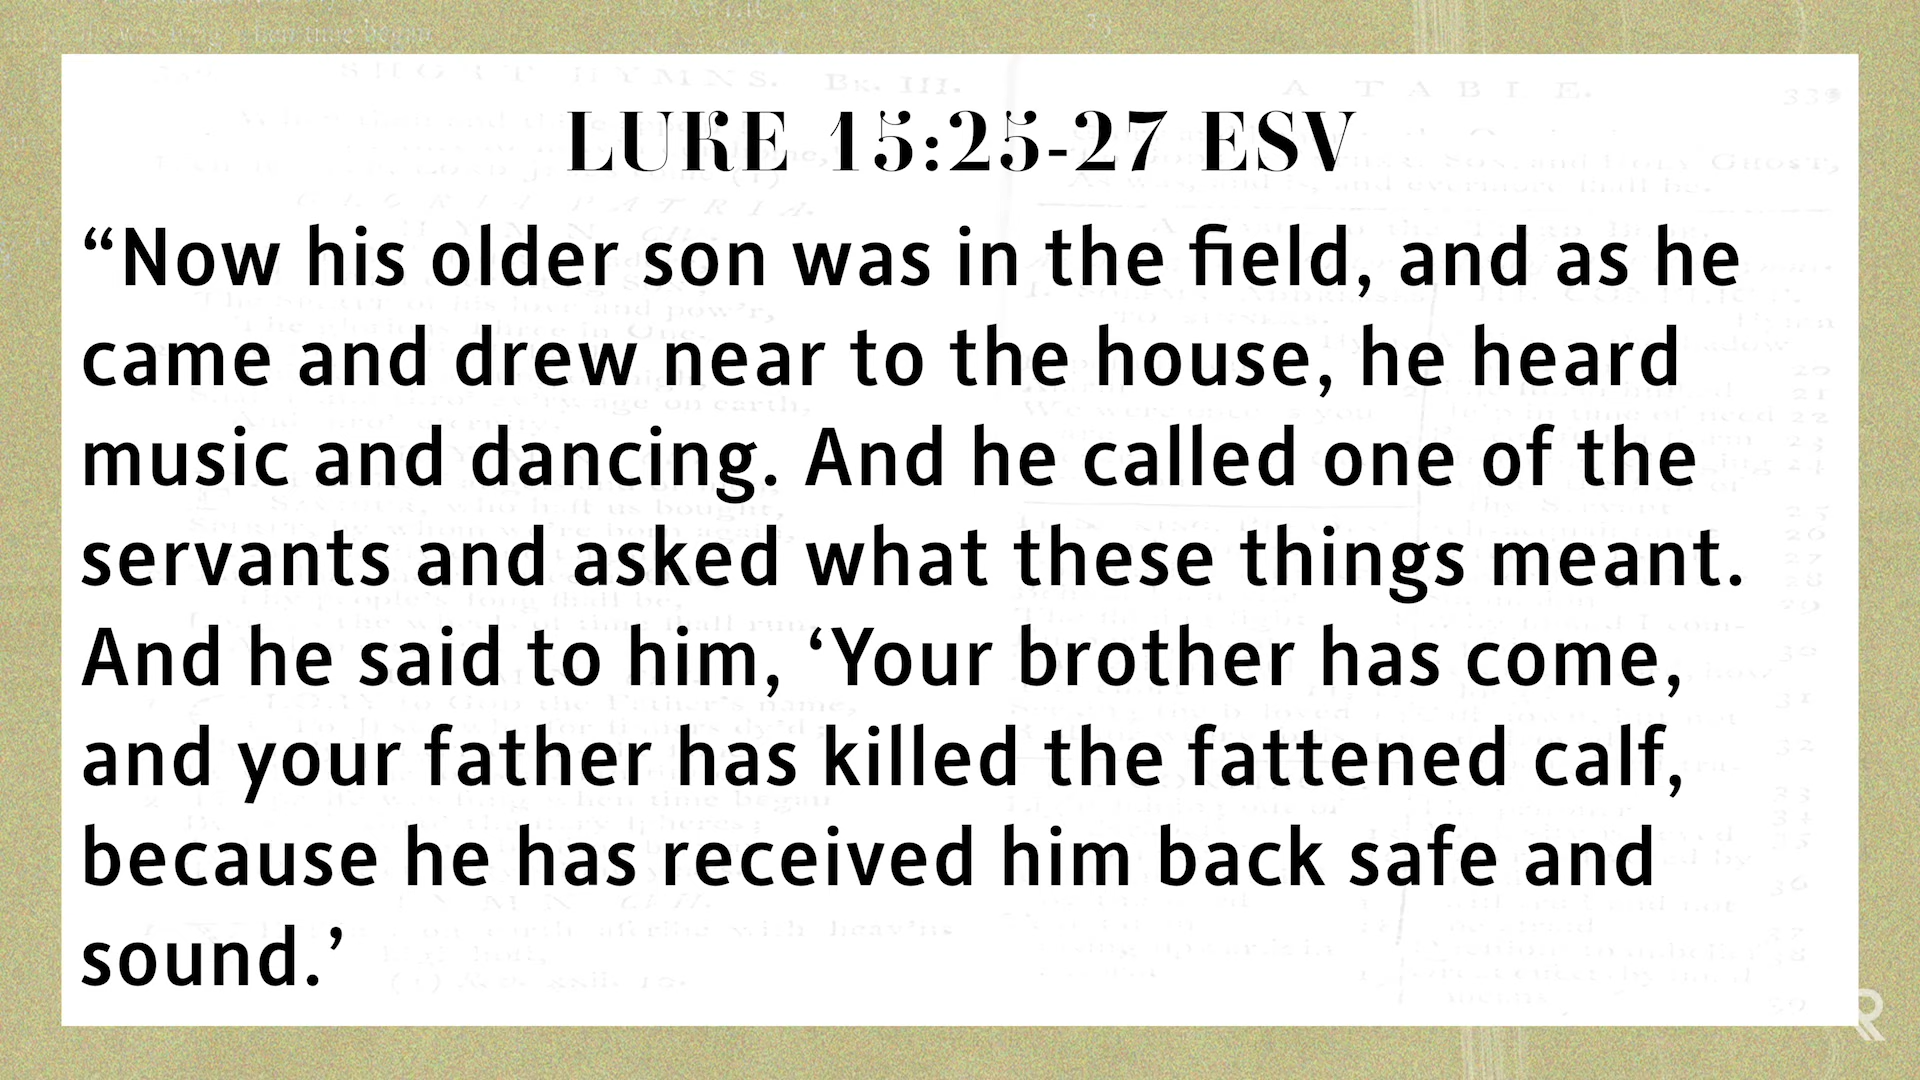 LUKE 15:25-27 ESV
“Now his older son was in the field, and as he
came and drew near to the house, he heard
music and dancing. And he called one of the
servants and asked what these things meant.
And he said to him, ‘Your brother has come,
and your father has killed the fattened calf,
because he has received him back safe and
sound.’